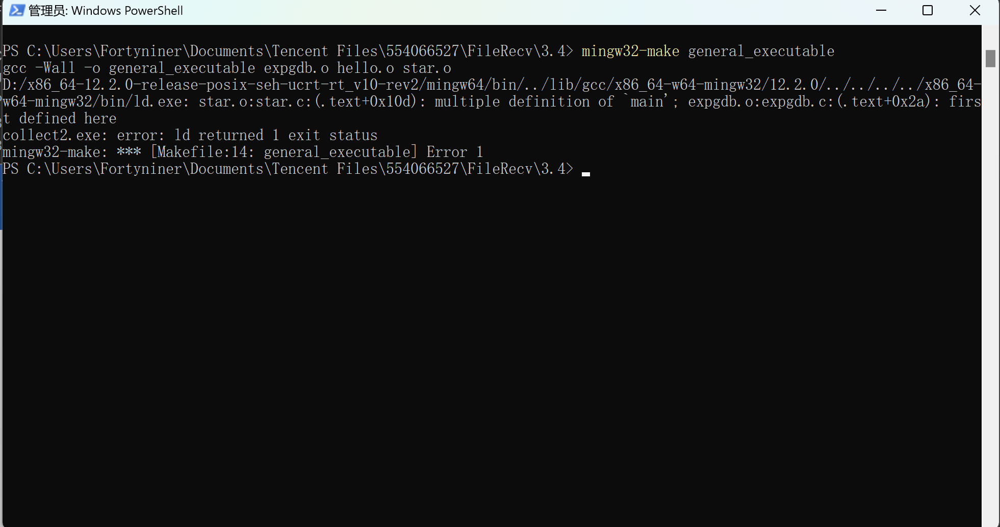 管理员: Windows PowerShell
PS C:\Users\Fortyniner\Documents\Tencent Files\554066527\FileRecv\3.4> mingw32-make general_executable
gcc -Wall -o general_executable expgdb.o hello.o star.o
D:/x86_64-12.2.0-release-posix-seh-ucrt-rt_v10-rev2/mingw64/bin/../lib/gcc/x86_64-w64-mingw32/12.2.0/../../../../x86_64-
w64-mingw32/bin/ld.exe: star.o:star.c:(.text+0x10d): multiple definition of `main'; expgdb.o:expgdb.c:(.text+0x2a): firs
t defined here
collect2.exe: error: ld returned 1 exit status
mingw32-make: *** [Makefile:14: general_executable] Error 1
PS C:\Users\Fortyniner\Documents\Tencent Files\554066527\FileRecv\3.4>